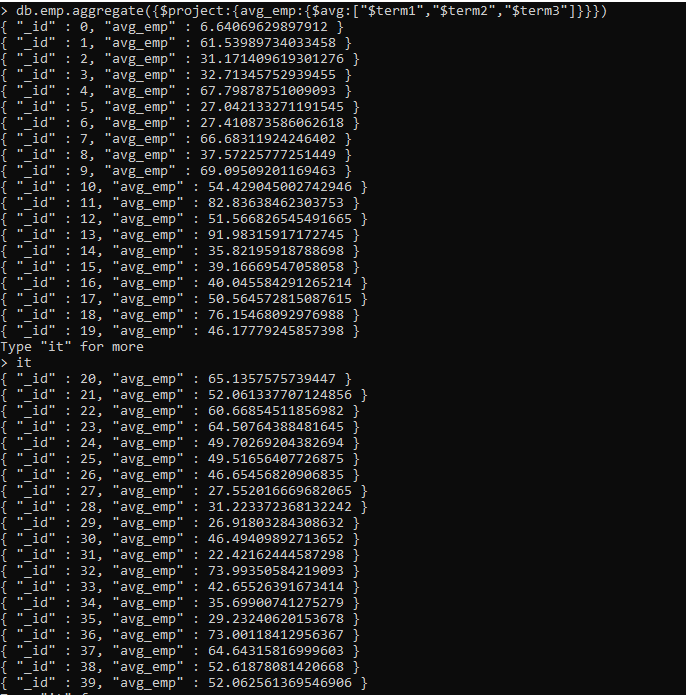 > db.emp.aggregate({$project:{avg_emp:{$avg:["$term1","$term2","$term3"]}}})
{ "_id" : 0, "avg_emp" : 6.64069629897912 }
{ "_id" : 1, "avg_emp" : 61.53989734033458 }
{ "_id" : 2, "avg_emp" : 31.171409619301276 }
{ "_id" : 3, "avg_emp" : 32.71345752939455 }
{ "_id" : 4, "avg_emp" : 67.79878751009093 }
{ "_id" : 5, "avg_emp" : 27.042133271191545 }
{ "_id" : 6, "avg_emp" : 27.410873586062618 }
{ "_id" : 7, "avg_emp" : 66.68311924246402 }
{ "_id" : 8, "avg_emp" : 37.57225777251449 }
{ "_id" : 9, "avg_emp" : 69.09509201169463 }
{ "_id" : 10, "avg_emp" : 54.429045002742946 }
{ "_id" : 11, "avg_emp" : 82.83638462303753 }
{ "_id" : 12, "avg_emp" : 51.566826545491665 }
{ "_id" : 13, "avg_emp" : 91.98315917172745 }
{ "_id" : 14, "avg_emp" : 35.82195918788698 }
{ "_id" : 15, "avg_emp" : 39.16669547058058 }
{ "_id" : 16, "avg_emp" : 40.045584291265214 }
{ "_id" : 17, "avg_emp" : 50.564572815087615 }
{ "_id" : 18, "avg_emp" : 76.15468092976988 }
{ "_id" : 19, "avg_emp" : 46.17779245857398 }
Type "it" for more
> it
{ "_id" : 20, "avg_emp" : 65.1357575739447 }
{ "_id" : 21, "avg_emp" : 52.061337707124856 }
{ "_id" : 22, "avg_emp" : 60.66854511856982 }
{ "_id" : 23, "avg_emp" : 64.50764388481645 }
{ "_id" : 24, "avg_emp" : 49.70269204382694 }
{ "_id" : 25, "avg_emp" : 49.51656407726875 }
{ "_id" : 26, "avg_emp" : 46.65456820906835 }
{ "_id" : 27, "avg_emp" : 27.552016669682065 }
{ "_id" : 28, "avg_emp" : 31.223372368132242 }
{ "_id" : 29, "avg_emp" : 26.91803284308632 }
{ "_id" : 30, "avg_emp" : 46.49409892713652 }
{ "_id" : 31, "avg_emp" : 22.42162444587298 }
{ "_id" : 32, "avg_emp" : 73.99350584219093 }
{ "_id" : 33, "avg_emp" : 42.65526391673414 }
{ "_id" : 34, "avg_emp" : 35.69900741275279 }
{ "_id" : 35, "avg_emp" : 29.23240620153678 }
{ "_id" : 36, "avg_emp" : 73.00118412956367 }
{ "_id" : 37, "avg_emp" : 64.64315816999603 }
{ "_id" : 38, "avg_emp" : 52.61878081420668 }
{ "_id" : 39, "avg_emp" : 52.062561369546906 }